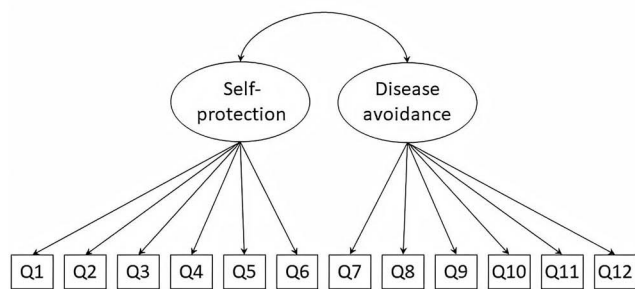 Self-
protection
Disease
avoidance
Q1 Q2 Q3 Q4 Q5 Q6 Q7 Q8 Q9 Q10 Q11 Q12